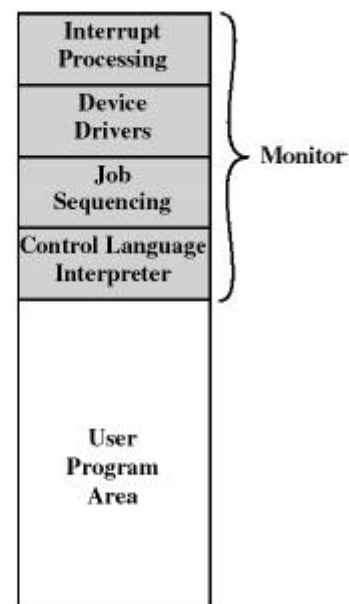 Interrupt
Processing
Device
Drivers
Monitor
Job
Sequencing
Control Language
Interpreter
User
Program
Area